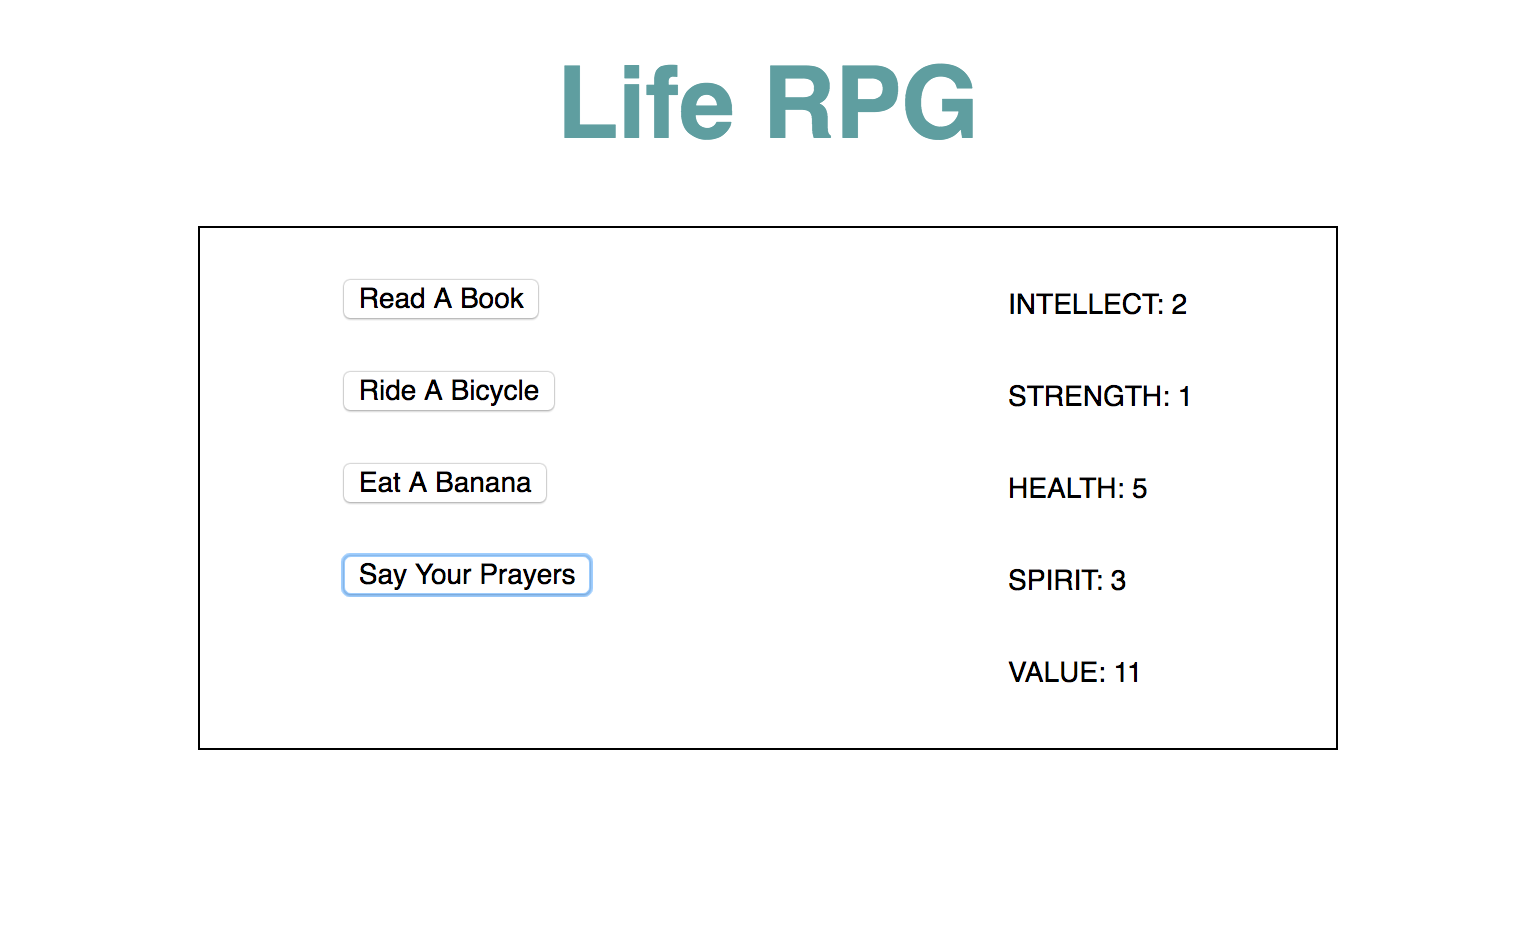 Life RPG
Read A Book
INTELLECT: 2
Ride A Bicycle
STRENGTH: 1
Eat A Banana
HEALTH: 5
Say Your Prayers
SPIRIT: 3
VALUE: 11